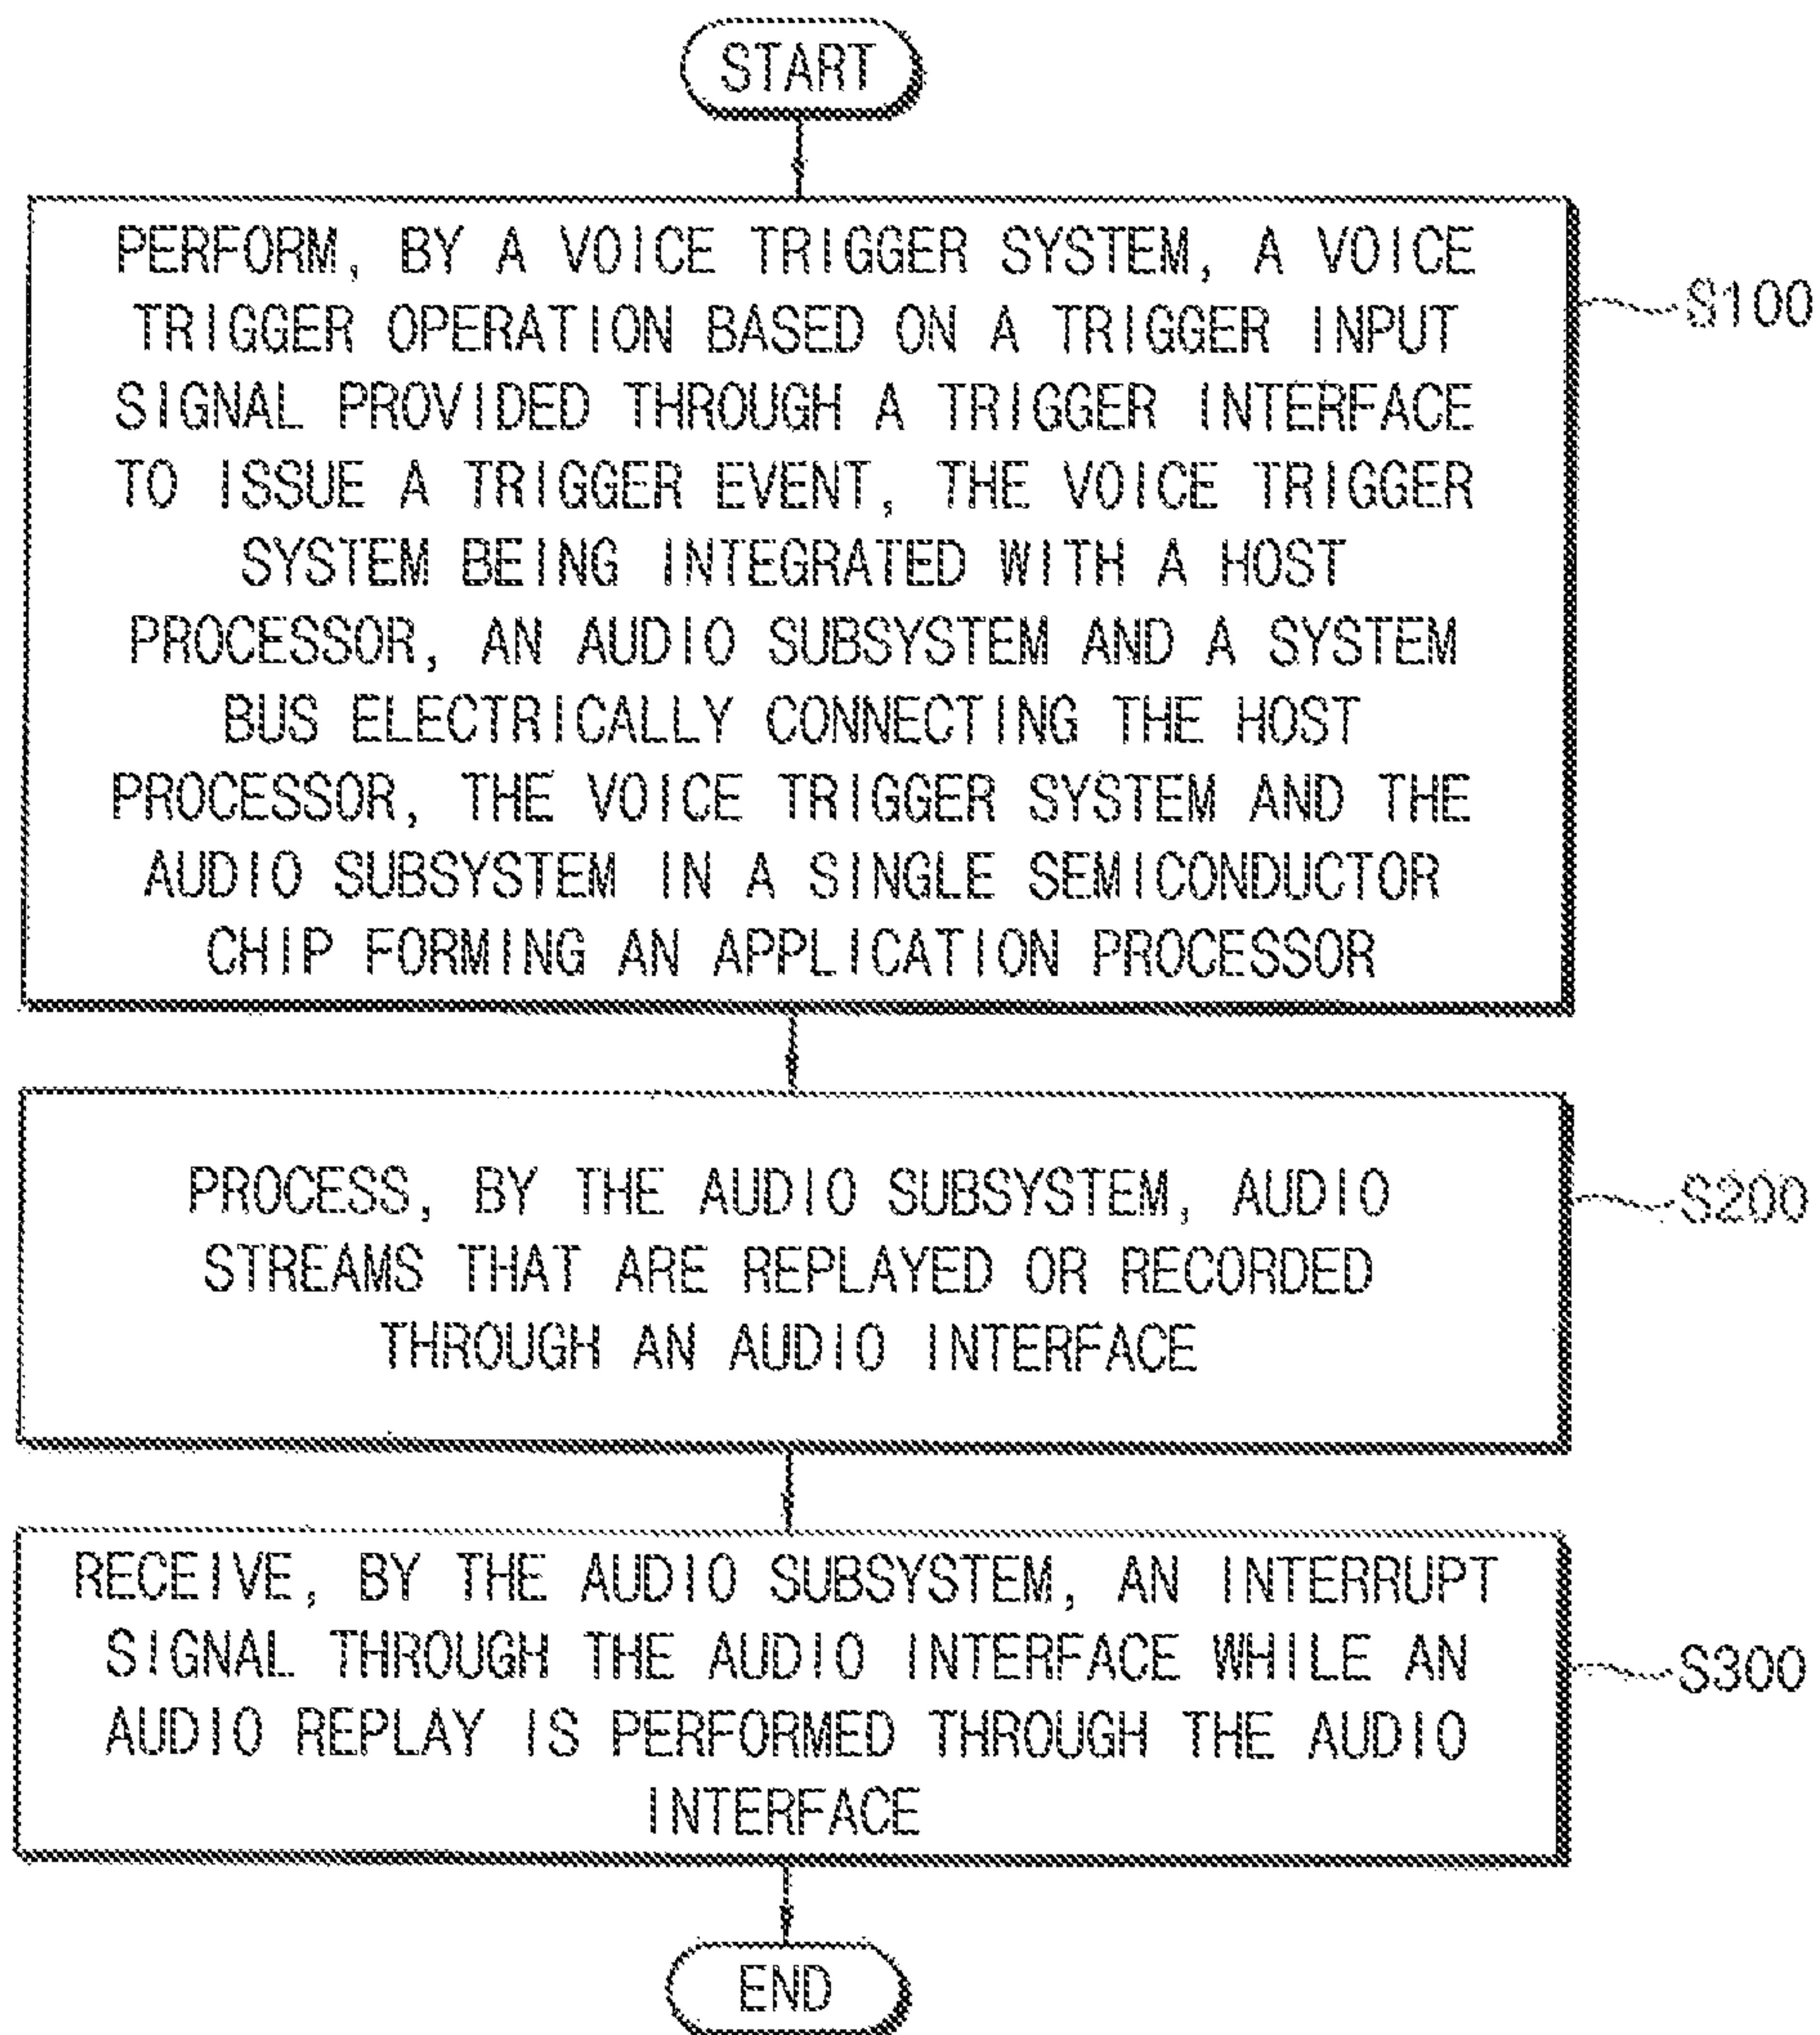 START
PERFORM, BY A VOICE TRIGGER SYSTEM, A VOICE
TRIGGER OPERATION BASED ON A TRIGGER INPUT
SIGNAL PROVIDED THROUGH A TRIGGER INTERFACE
TO ISSUE A TRIGGER EVENT, THE VOICE TRIGGER
SYSTEM BEING INTEGRATED WITH A HOST
PROCESSOR, AN AUDIO SUBSYSTEM AND A SYSTEM
BUS ELECTRICALLY CONNECTING THE HOST
PROCESSOR, THE VOICE TRIGGER SYSTEM AND THE
AUDIO SUBSYSTEM IN A SINGLE SEMICONDUCTOR
CHIP FORMING AN APPLICATION PROCESSOR
S100
PROCESS, BY THE AUDIO SUBSYSTEM, AUDIO
STREAMS THAT ARE REPLAYED OR RECORDED
THROUGH AN AUDIO INTERFACE
S200
RECEIVE, BY THE AUDIO SUBSYSTEM, AN INTERRUPT
SIGNAL THROUGH THE AUDIO INTERFACE WHILE AN
AUDIO REPLAY IS PERFORMED THROUGH THE AUDIO
INTERFACE
S300
END